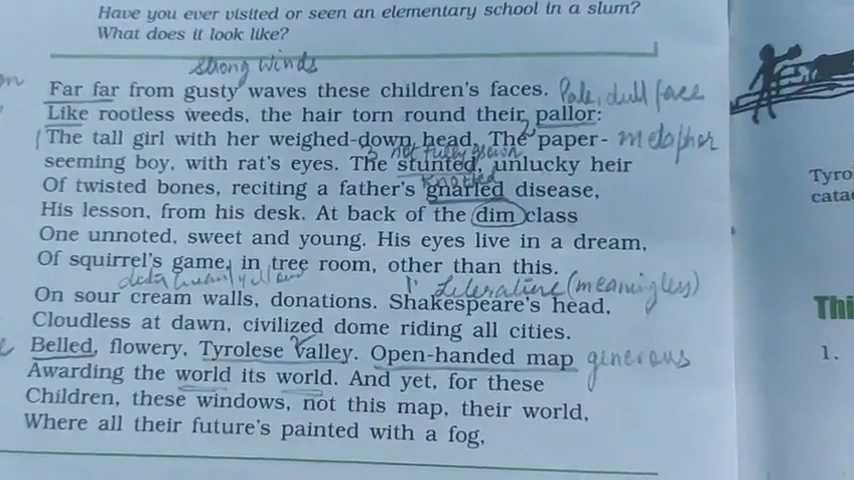 Have you ever visited or seen an elementary school in a slum?
What does it look like?
strong winds
Far far from gusty waves these children's faces. Pale, dull face
Like rootless weeds, the hair torn round their pallor:
The tall girl with her weighed-down head. The paper- metapher
not fully grown
seeming boy, with rat's eyes. The stunted, unlucky heir
knotted
Of twisted bones, reciting a father's gnarled disease,
His lesson, from his desk. At back of the dim class
One unnoted, sweet and young. His eyes live in a dream,
Of squirrel's game, in tree room, other than this.
Literature (meaningless)
On sour cream walls, donations. Shakespeare's head,
Cloudless at dawn, civilized dome riding all cities.
Belled, flowery, Tyrolese valley. Open-handed map generous
Awarding the world its world. And yet, for these
Children, these windows, not this map, their world,
Where all their future's painted with a fog,
Tyro
cata
Thi
1.